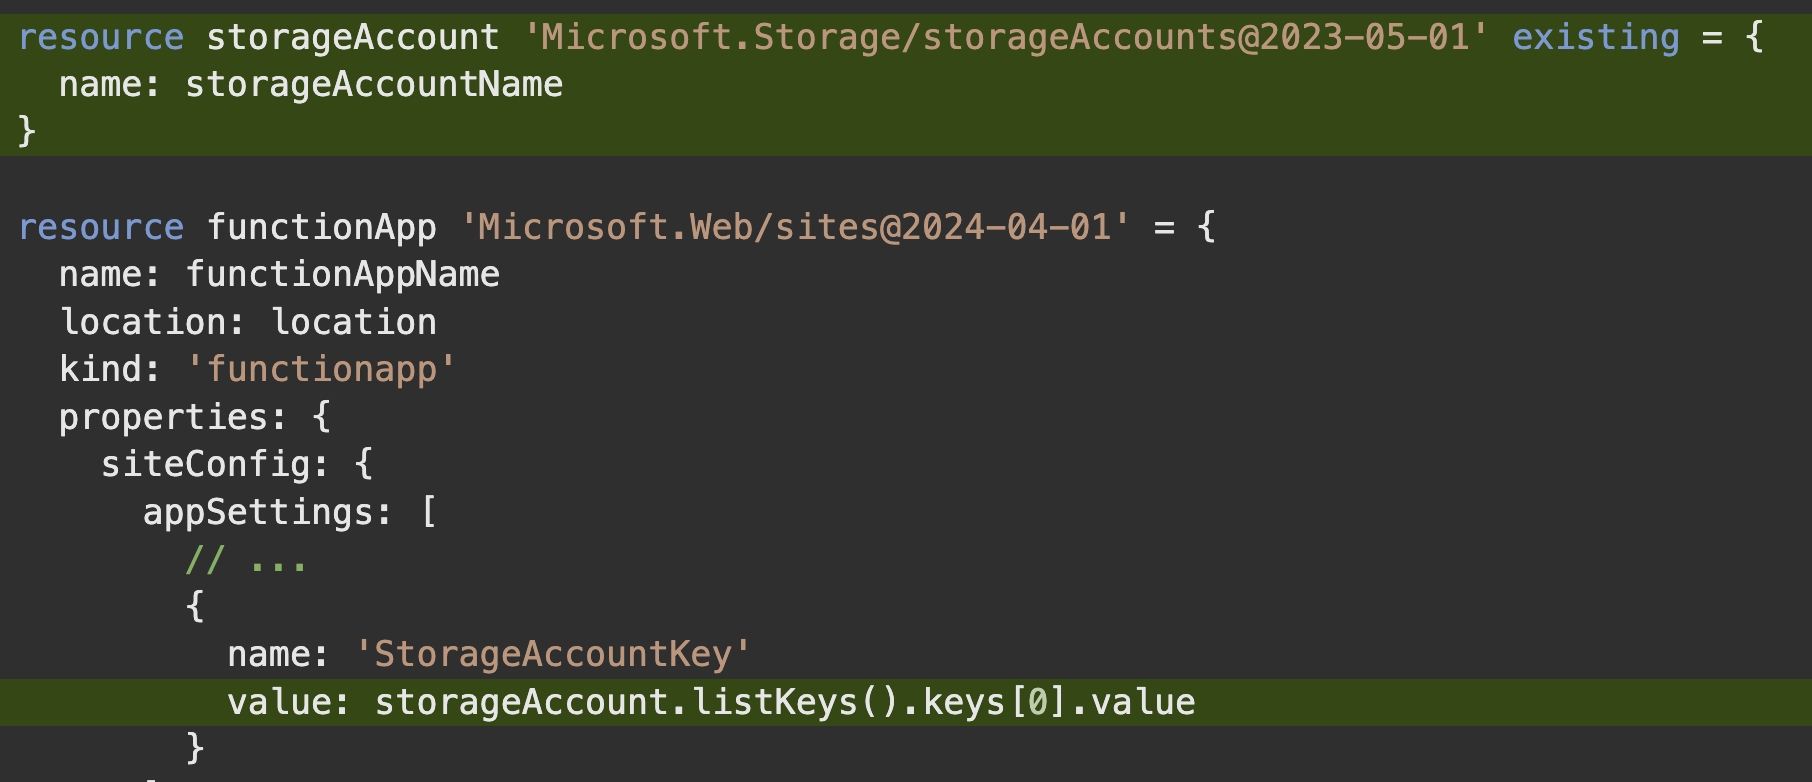 resource storageAccount 'Microsoft.Storage/storageAccounts@2023-05-01' existing = {
  name: storageAccountName
}

resource functionApp 'Microsoft.Web/sites@2024-04-01' = {
  name: functionAppName
  location: location
  kind: 'functionapp'
  properties: {
    siteConfig: {
      appSettings: [
        // ...
        {
          name: 'StorageAccountKey'
          value: storageAccount.listKeys().keys[0].value
        }